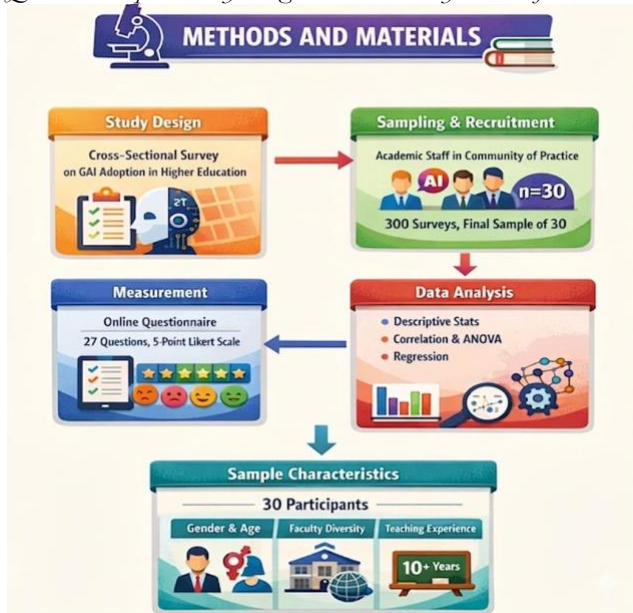 METHODS AND MATERIALS
Study Design
Cross-Sectional Survey
on GAI Adoption in Higher Education
2T
Sampling & Recruitment
Academic Staff in Community of Practice
AI
n=30
300 Surveys, Final Sample of 30
Measurement
Online Questionnaire
27 Questions, 5-Point Likert Scale
Data Analysis
Descriptive Stats
Correlation & ANOVA
Regression
Sample Characteristics
30 Participants
Gender & Age
Faculty Diversity
Teaching Experience
10+ Years